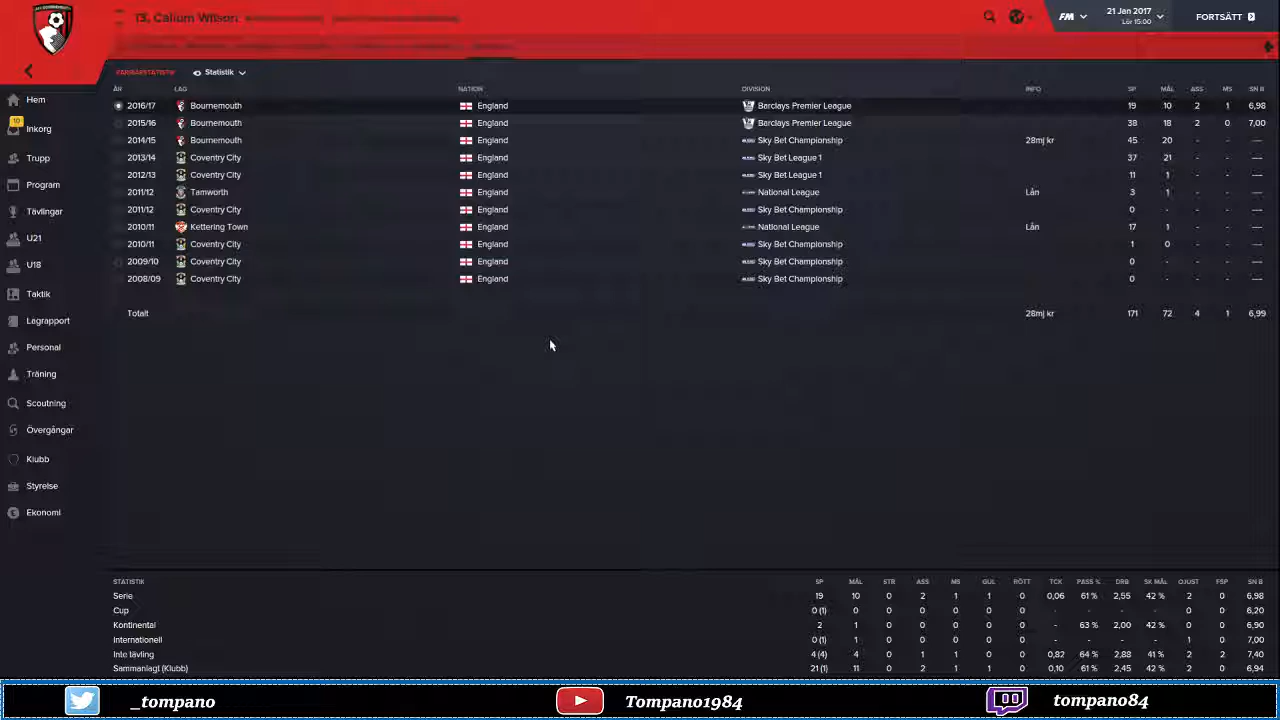 13. Callum Wilson
FM
21 Jan 2017
Lör 15:00
FORTSÄTT
KARRIÄRSTATISTIK Statistik
ÅR LAG NATION DIVISION INFO SP MÅL ASS MS SN B
2016/17 Bournemouth England Barclays Premier League 19 10 2 1 6,98
2015/16 Bournemouth England Barclays Premier League 38 18 2 0 7,00
2014/15 Bournemouth England Sky Bet Championship 28mj kr 45 20 - - ---
2013/14 Coventry City England Sky Bet League 1 37 21 - - ---
2012/13 Coventry City England Sky Bet League 1 11 1 - - ---
2011/12 Tamworth England National League Lån 3 1 - - ---
2011/12 Coventry City England Sky Bet Championship 0 - - - ---
2010/11 Kettering Town England National League Lån 17 1 - - ---
2010/11 Coventry City England Sky Bet Championship 1 0 - - ---
2009/10 Coventry City England Sky Bet Championship 0 - - - ---
2008/09 Coventry City England Sky Bet Championship 0 - - - ---
Totalt 28mj kr 171 72 4 1 6,99
Hem
10
Inkorg
Trupp
Program
Tävlingar
U21
U18
Taktik
Lagrapport
Personal
Träning
Scoutning
Övergångar
Klubb
Styrelse
Ekonomi
STATISTIK SP MÅL STR ASS MS GUL RÖTT TCK PASS % DRB SK MÅL OJUST FSP SN B
Serie 19 10 0 2 1 1 0 0,06 61 % 2,55 42 % 2 0 6,98
Cup 0 (1) 0 0 0 0 0 0 - - - - 0 0 6,20
Kontinental 2 1 0 0 0 0 0 - 63 % 2,00 42 % 0 0 6,90
Internationell 0 (1) 1 0 0 0 0 0 - - - - 1 0 7,00
Inte tävling 4 (4) 4 0 1 1 0 0 0,82 64 % 2,88 41 % 2 2 7,40
Sammanlagt (Klubb) 21 (1) 11 0 2 1 1 0 0,10 61 % 2,45 42 % 2 0 6,94
_tompano Tompano1984 tompano84